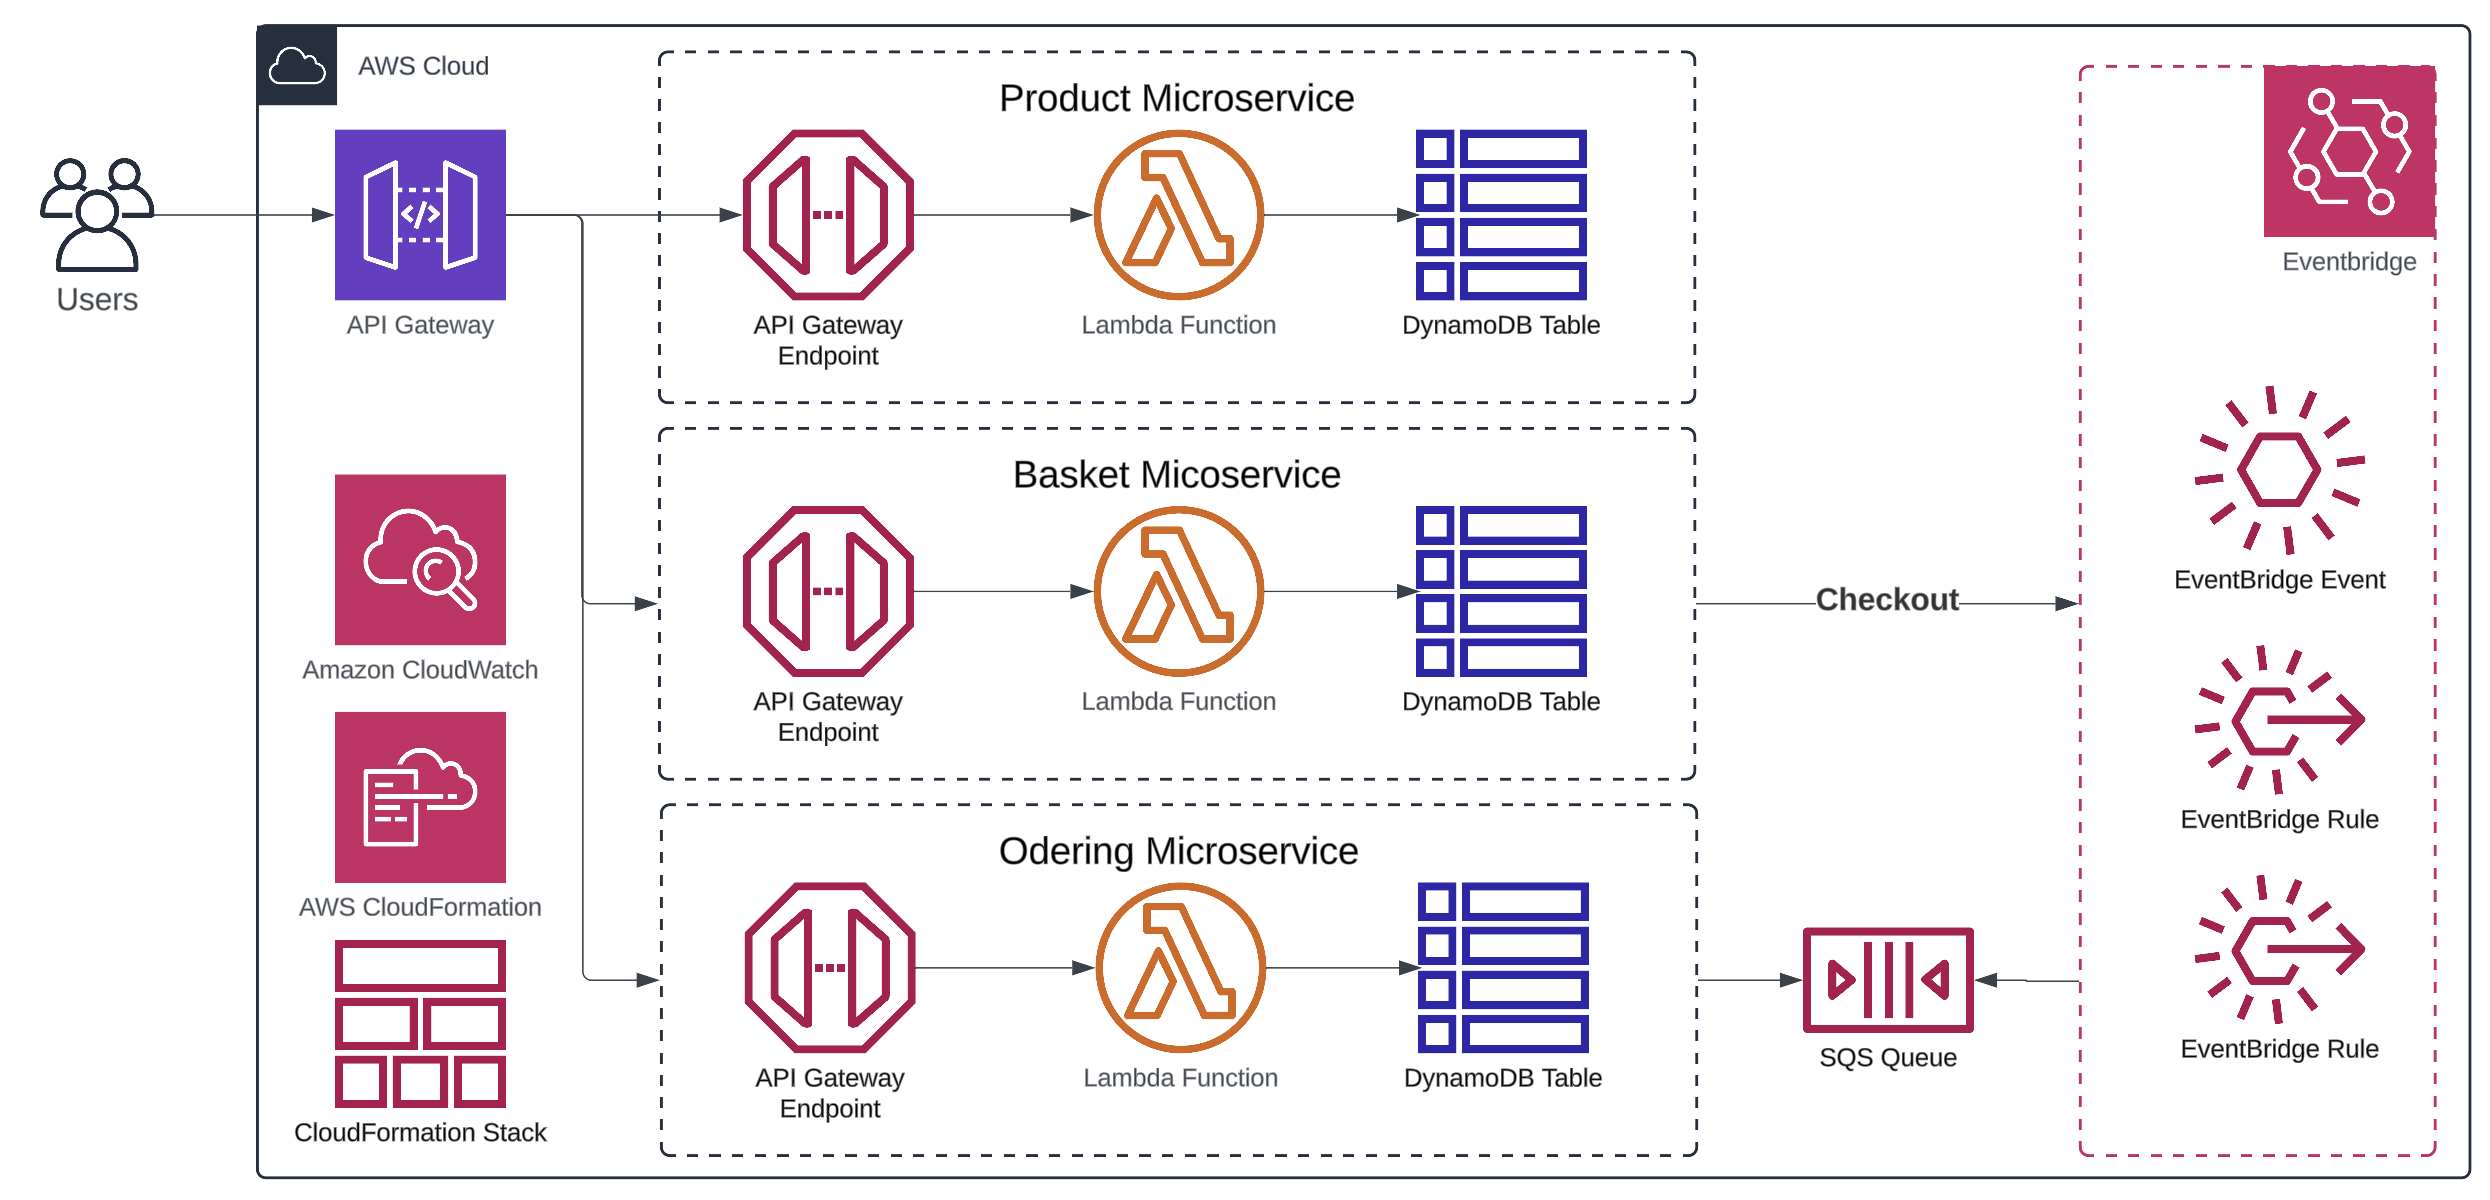 AWS Cloud
Users
API Gateway
Amazon CloudWatch
AWS CloudFormation
CloudFormation Stack
Product Microservice
API Gateway
Endpoint
Lambda Function
DynamoDB Table
Basket Micoservice
API Gateway
Endpoint
Lambda Function
DynamoDB Table
Odering Microservice
API Gateway
Endpoint
Lambda Function
DynamoDB Table
Checkout
SQS Queue
Eventbridge
EventBridge Event
EventBridge Rule
EventBridge Rule